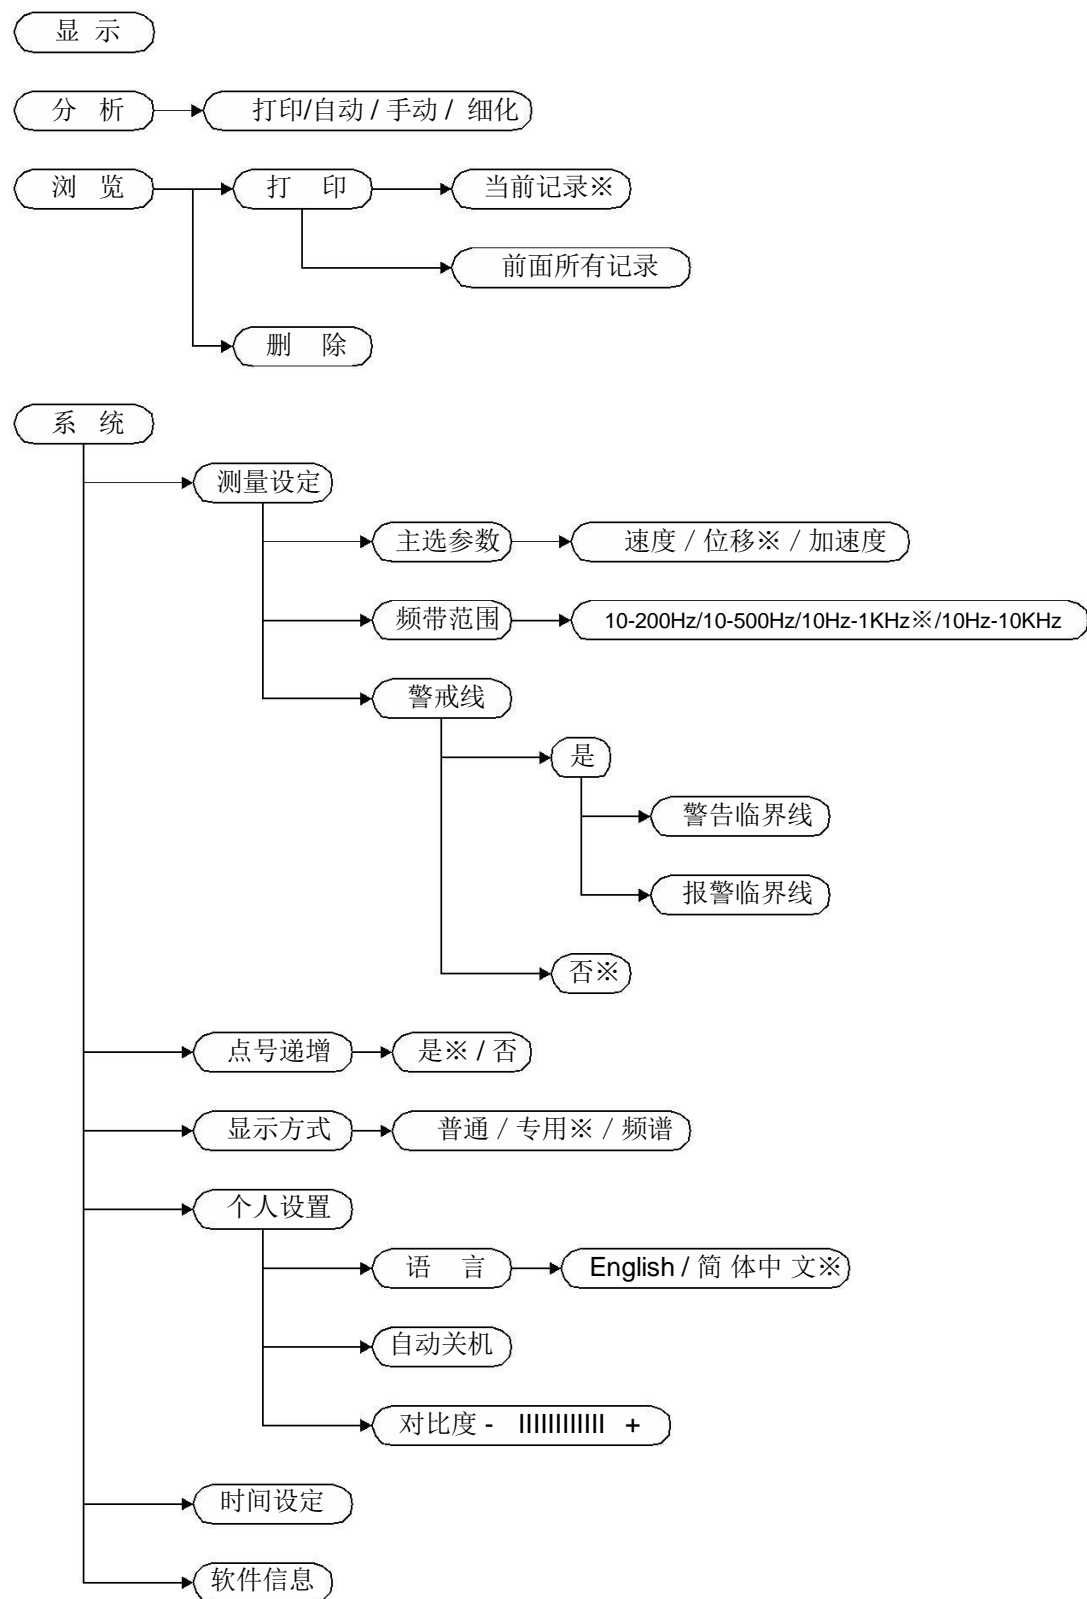 显 示
分 析 打印/自动 / 手动 / 细化
浏 览 打 印 当前记录※
前面所有记录
删 除
系 统
测量设定
主选参数 速度 / 位移※ / 加速度
频带范围 10-200Hz/10-500Hz/10Hz-1KHz※/10Hz-10KHz
警戒线
是
警告临界线
报警临界线
否※
点号递增 是※ / 否
显示方式 普通 / 专用※ / 频谱
个人设置
语 言 English / 简 体中 文※
自动关机
对比度 - IIIIIIIIIIII +
时间设定
软件信息